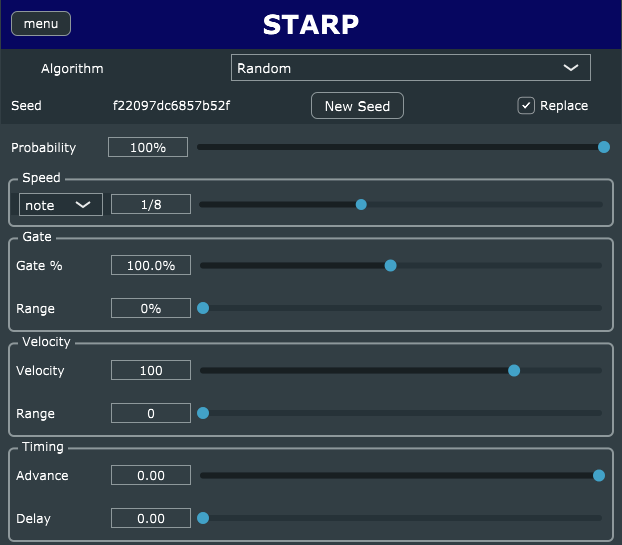 menu
STARP
Algorithm Random
Seed f22097dc6857b52f New Seed Replace
Probability 100%
Speed
note 1/8
Gate
Gate % 100.0%
Range 0%
Velocity
Velocity 100
Range 0
Timing
Advance 0.00
Delay 0.00